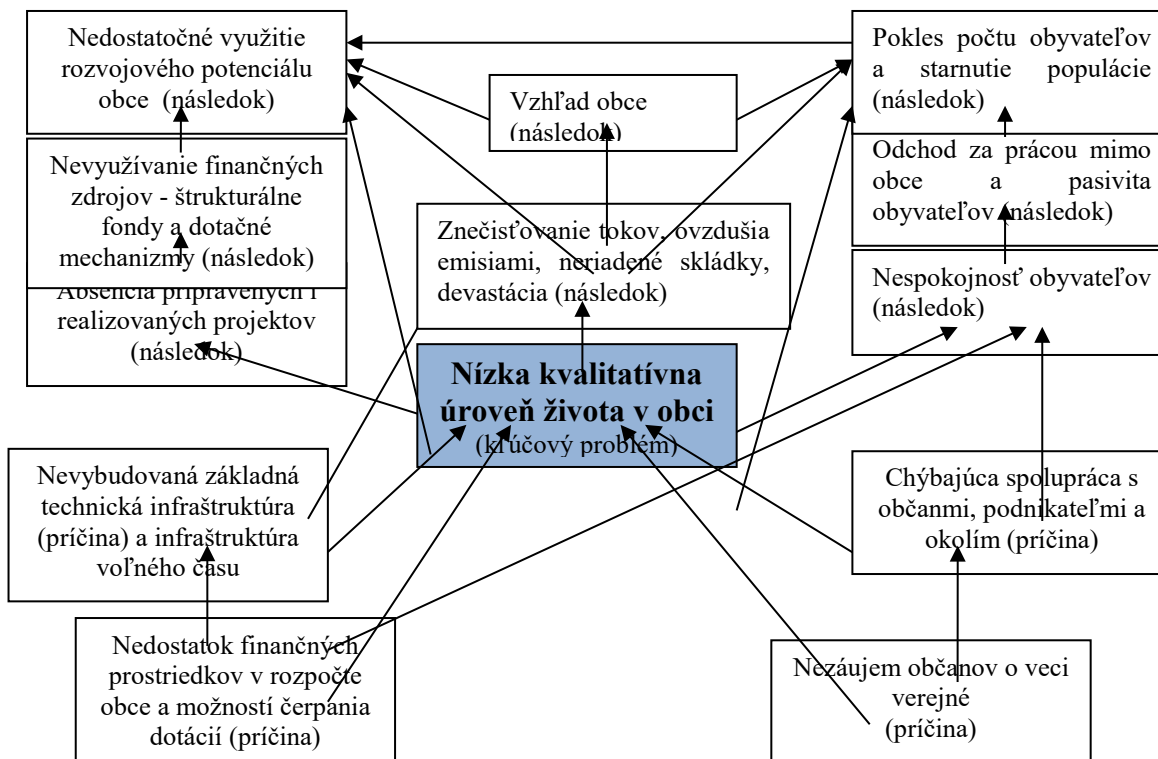 Nedostatočné využitie
rozvojového potenciálu
obce (následok)
Pokles počtu obyvateľov
a starnutie populácie
(následok)
Vzhľad obce
(následok)
Nevyužívanie finančných
zdrojov - štrukturálne
fondy a dotačné
mechanizmy (následok)
Odchod za prácou mimo
obce a pasivita
obyvateľov (následok)
Znečisťovanie tokov, ovzdušia
emisiami, neriadené skládky,
devastácia (následok)
Absencia pripravených i
realizovaných projektov
(následok)
Nespokojnosť obyvateľov
(následok)
Nízka kvalitatívna
úroveň života v obci
(kľúčový problém)
Nevybudovaná základná
technická infraštruktúra
(príčina) a infraštruktúra
voľného času
Chýbajúca spolupráca s
občanmi, podnikateľmi a
okolím (príčina)
Nedostatok finančných
prostriedkov v rozpočte
obce a možností čerpania
dotácií (príčina)
Nezáujem občanov o veci
verejné
(príčina)